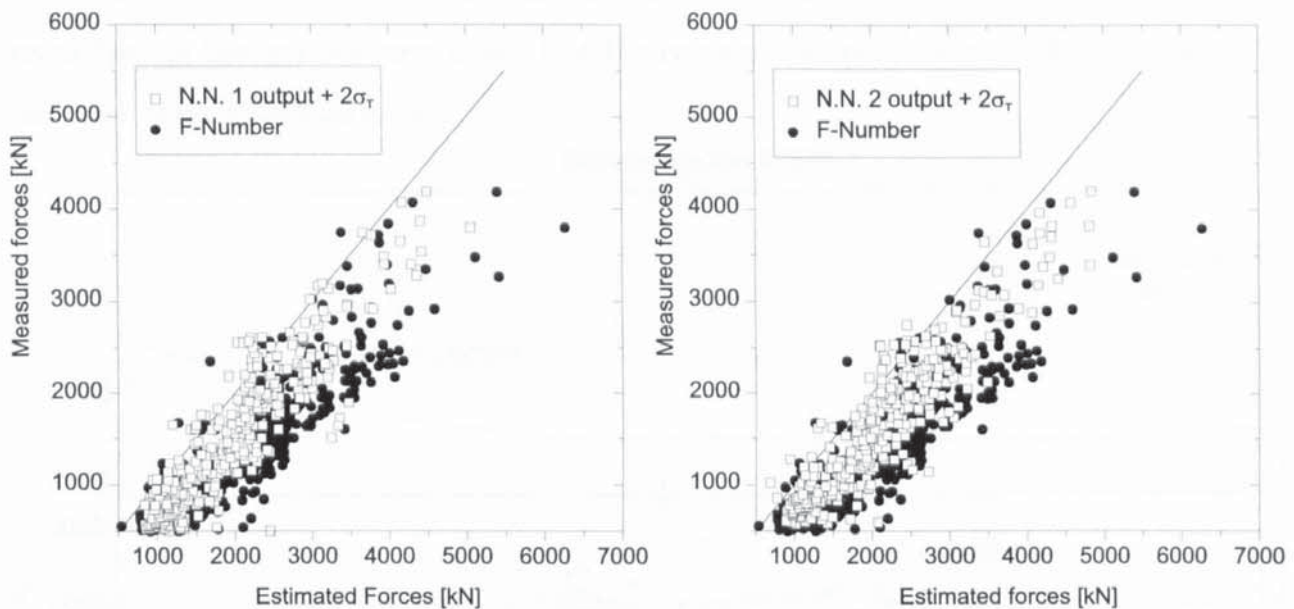 6000
5000
4000
3000
2000
1000
Measured forces [kN]
N.N. 1 output + 2σT
F-Number
1000 2000 3000 4000 5000 6000 7000
Estimated Forces [kN]
6000
5000
4000
3000
2000
1000
Measured forces [kN]
N.N. 2 output + 2σT
F-Number
1000 2000 3000 4000 5000 6000 7000
Estimated forces [kN]